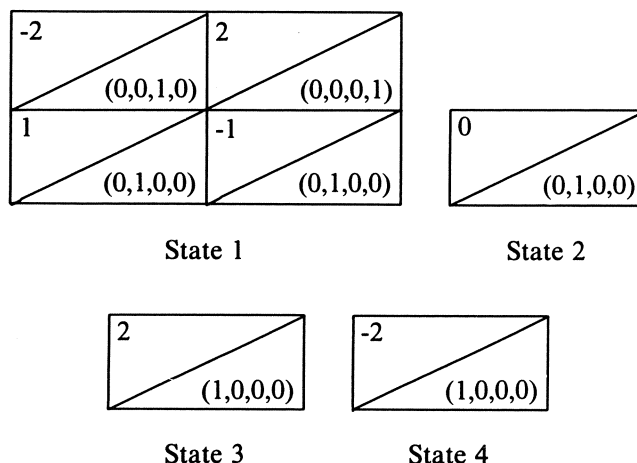 -2 2
(0,0,1,0) (0,0,0,1)
1 -1 0
(0,1,0,0) (0,1,0,0) (0,1,0,0)
State 1 State 2
2 -2
(1,0,0,0) (1,0,0,0)
State 3 State 4